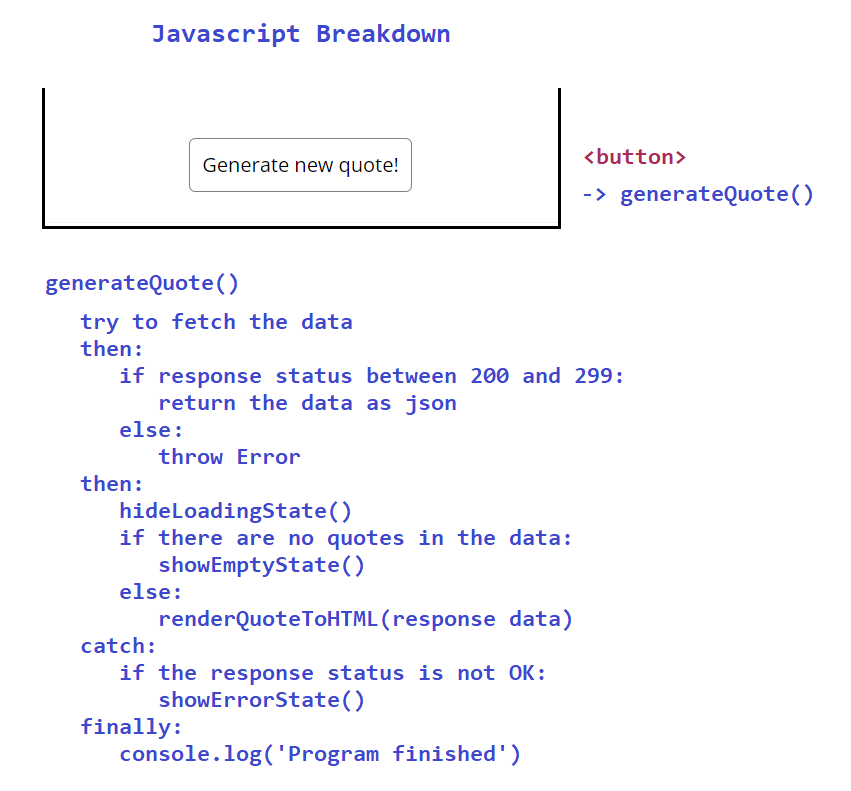 Javascript Breakdown
Generate new quote!
<button>
-> generateQuote()
generateQuote()
try to fetch the data
then:
if response status between 200 and 299:
return the data as json
else:
throw Error
then:
hideLoadingState()
if there are no quotes in the data:
showEmptyState()
else:
renderQuoteToHTML(response data)
catch:
if the response status is not OK:
showErrorState()
finally:
console.log('Program finished')